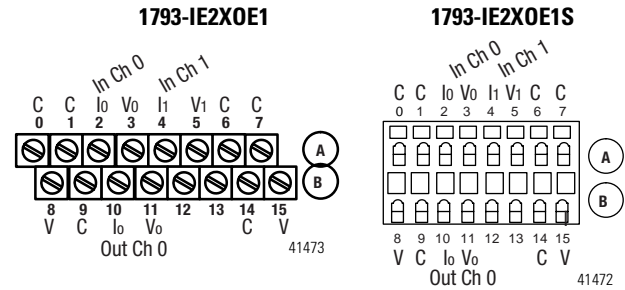 1793-IE2XOE1
In Ch 0 In Ch 1
C C I0 V0 I1 V1 C C
0 1 2 3 4 5 6 7
A
B
8 9 10 11 12 13 14 15
V C I0 V0 C V
Out Ch 0
41473
1793-IE2XOE1S
In Ch 0 In Ch 1
C C I0 V0 I1 V1 C C
0 1 2 3 4 5 6 7
A
B
8 9 10 11 12 13 14 15
V C I0 V0 C V
Out Ch 0
41472